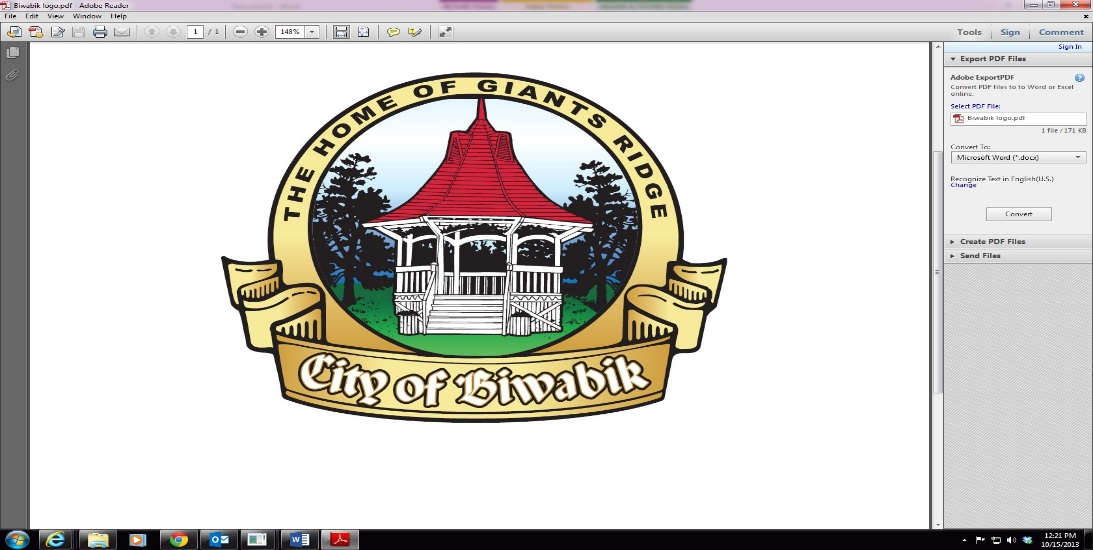 Biwabik logo.pdf - Adobe Reader
File Edit View Window Help
1 / 1 148% Tools Sign Comment
Sign In
Export PDF Files
Adobe ExportPDF
Convert PDF files to to Word or Excel
online.
Select PDF File:
Biwabik logo.pdf
1 file / 171 KB
Convert To:
Microsoft Word (*.docx)
Recognize Text in English(U.S.)
Change
Convert
Create PDF Files
Send Files
THE HOME OF GIANTS RIDGE
City of Biwabik
12:21 PM
10/15/2013